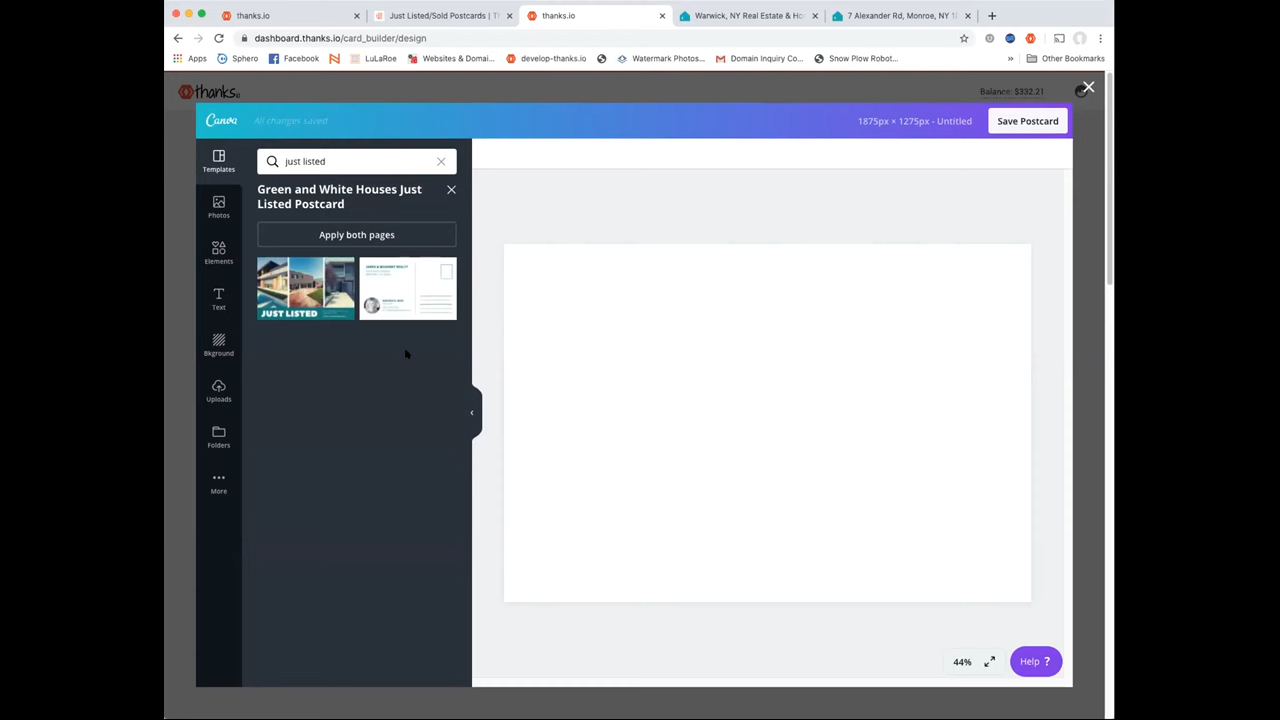 thanks.io
Just Listed/Sold Postcards | Th
thanks.io
Warwick, NY Real Estate & Ho
7 Alexander Rd, Monroe, NY 1
dashboard.thanks.io/card_builder/design
Apps
Sphero
Facebook
LuLaRoe
Websites & Domai...
develop-thanks.io
Watermark Photos...
Domain Inquiry Co...
Snow Plow Robot...
»
Other Bookmarks
thanks.io
Balance: $332.21
Canva
All changes saved
1875px × 1275px - Untitled
Save Postcard
Templates
Photos
Elements
Text
Bkground
Uploads
Folders
More
just listed
Green and White Houses Just
Listed Postcard
Apply both pages
JUST LISTED
44%
Help ?